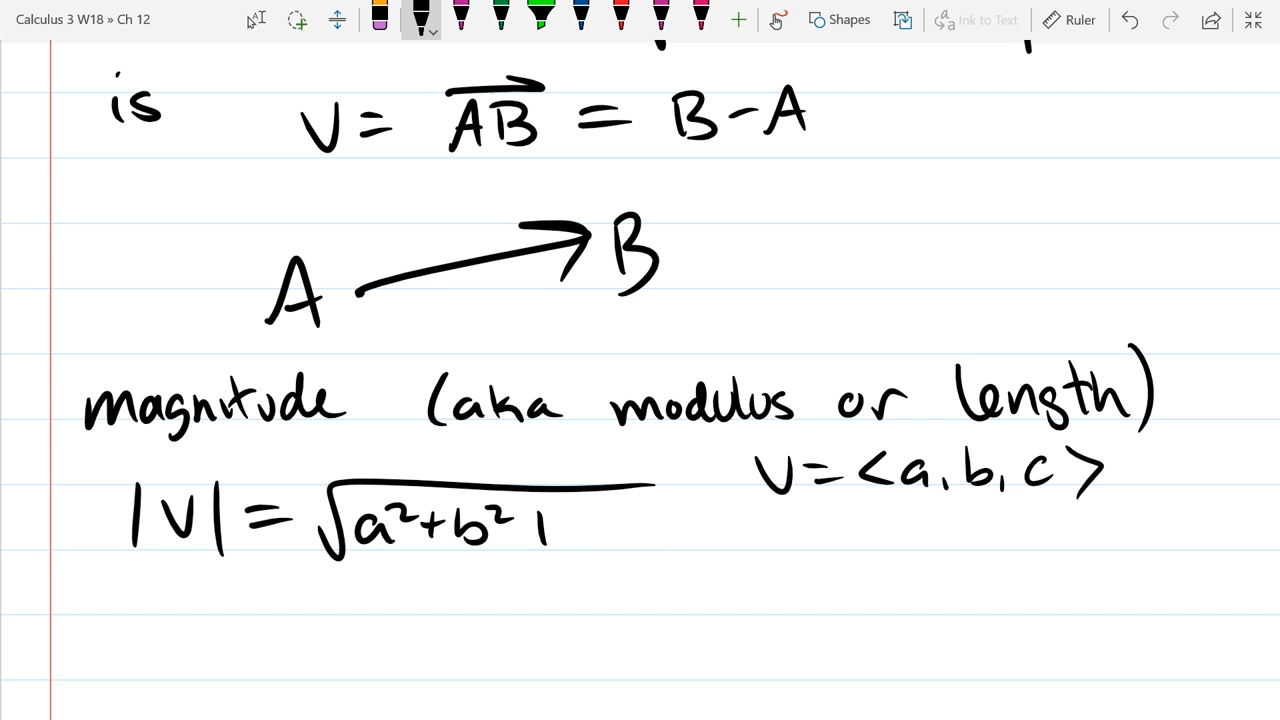 Calculus 3 W18 » Ch 12
Shapes
Ink to Text
Ruler
is V = AB = B - A
A B
magnitude (aka modulus or length)
V = <a, b, c>
|V| = √a²+b² |